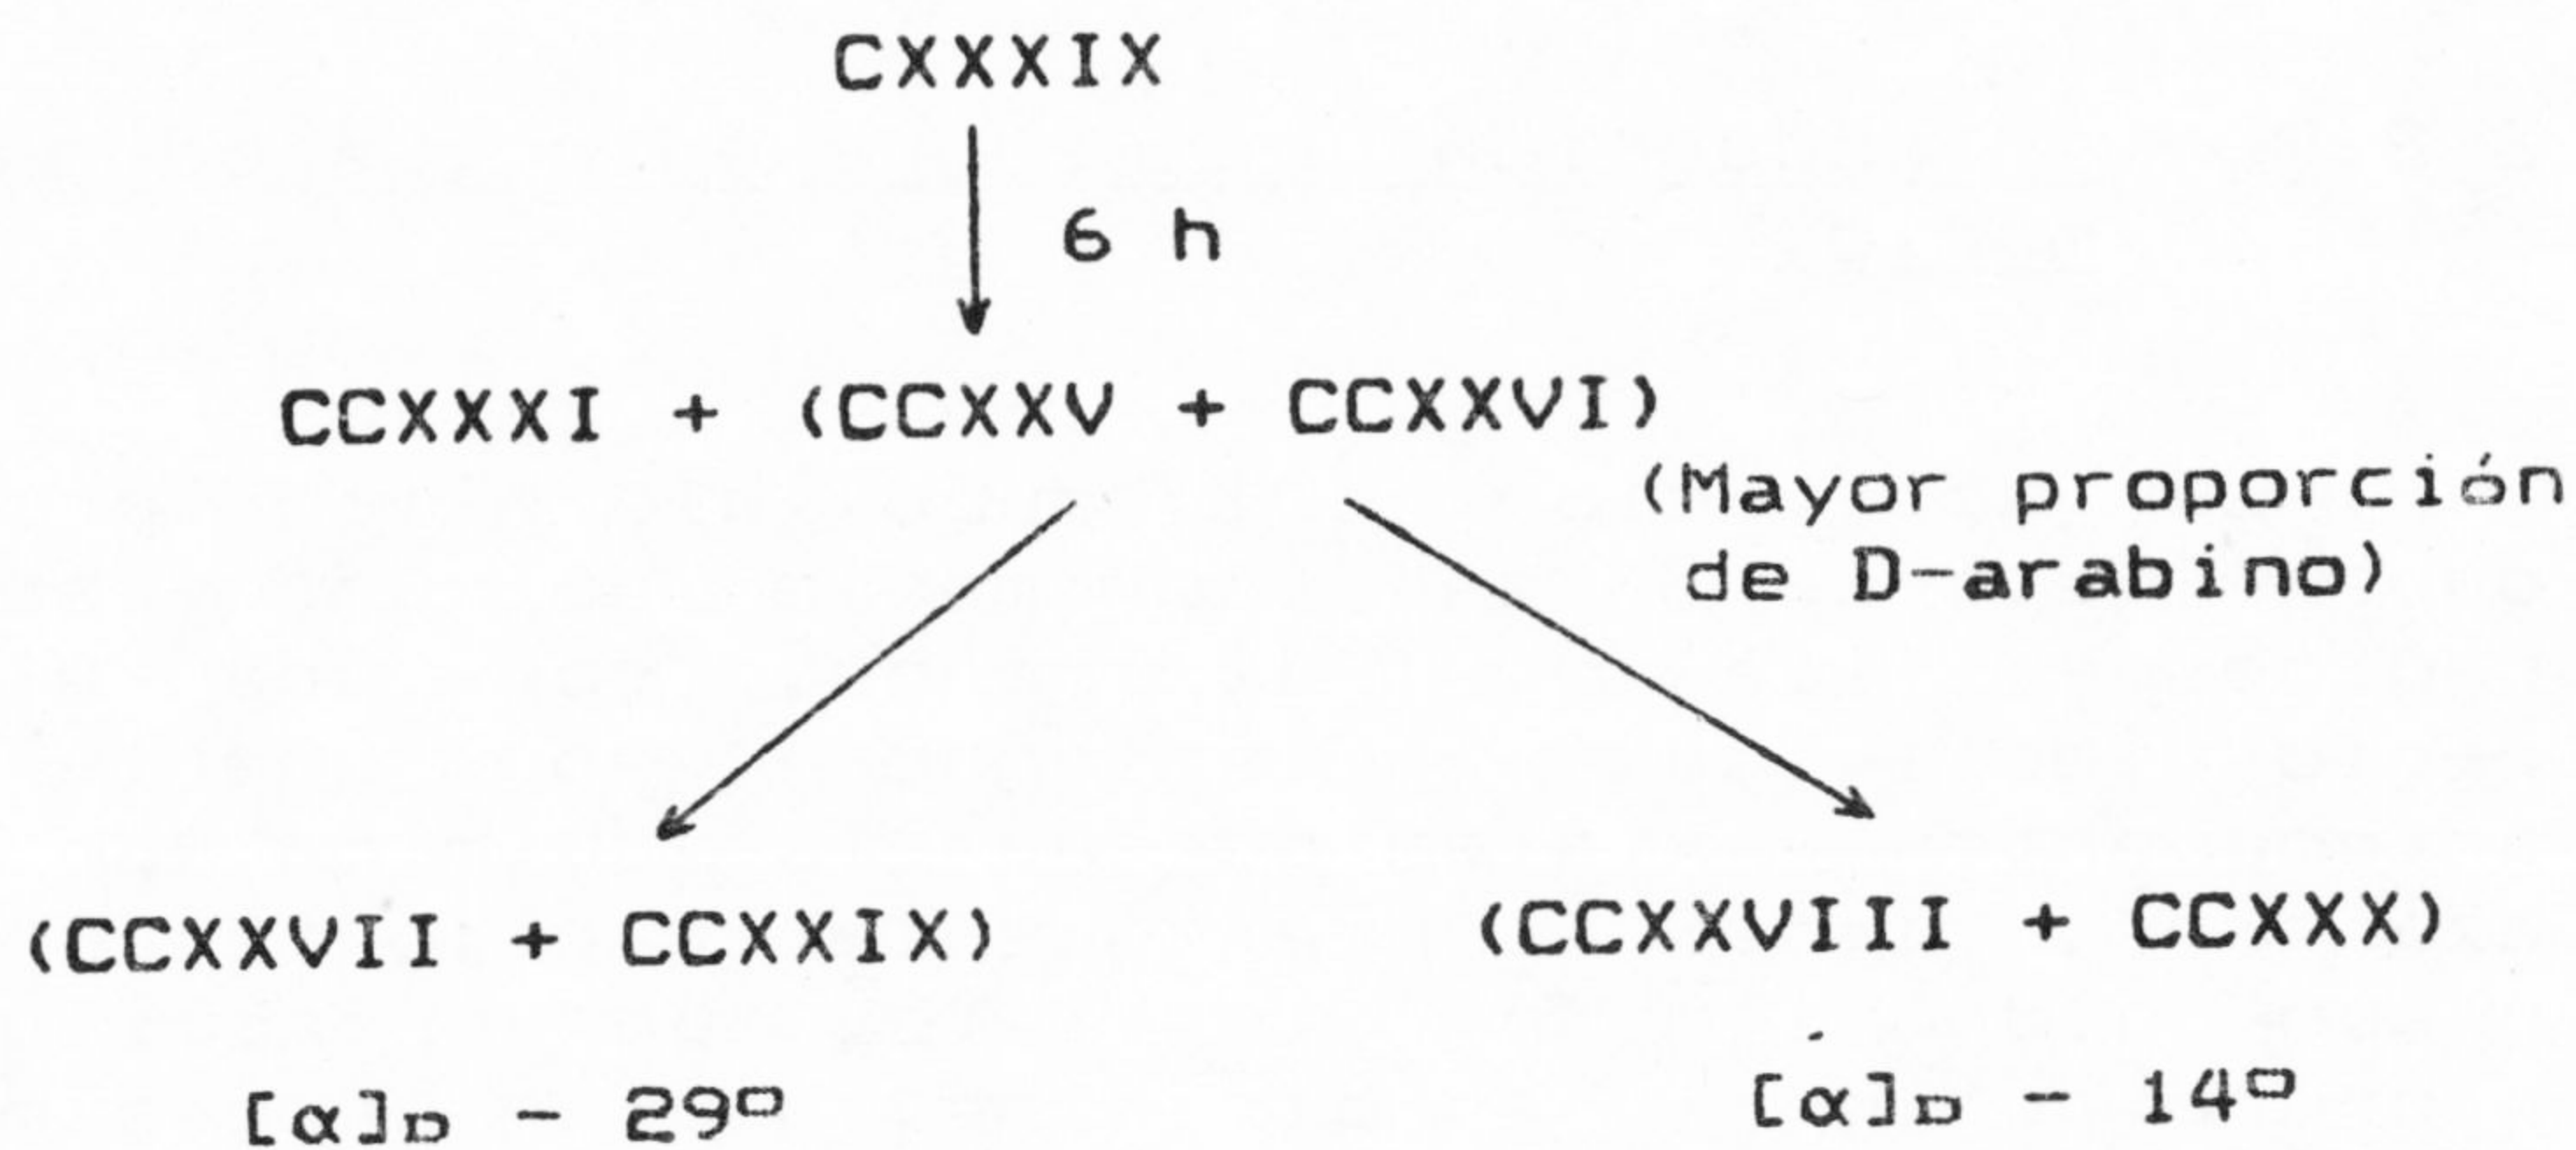 CXXXIX
6 h
CCXXXI + (CCXXV + CCXXVI)
(Mayor proporción
de D-arabino)
(CCXXVII + CCXXIX) (CCXXVIII + CCXXX)
[α]D - 29º [α]D - 14º